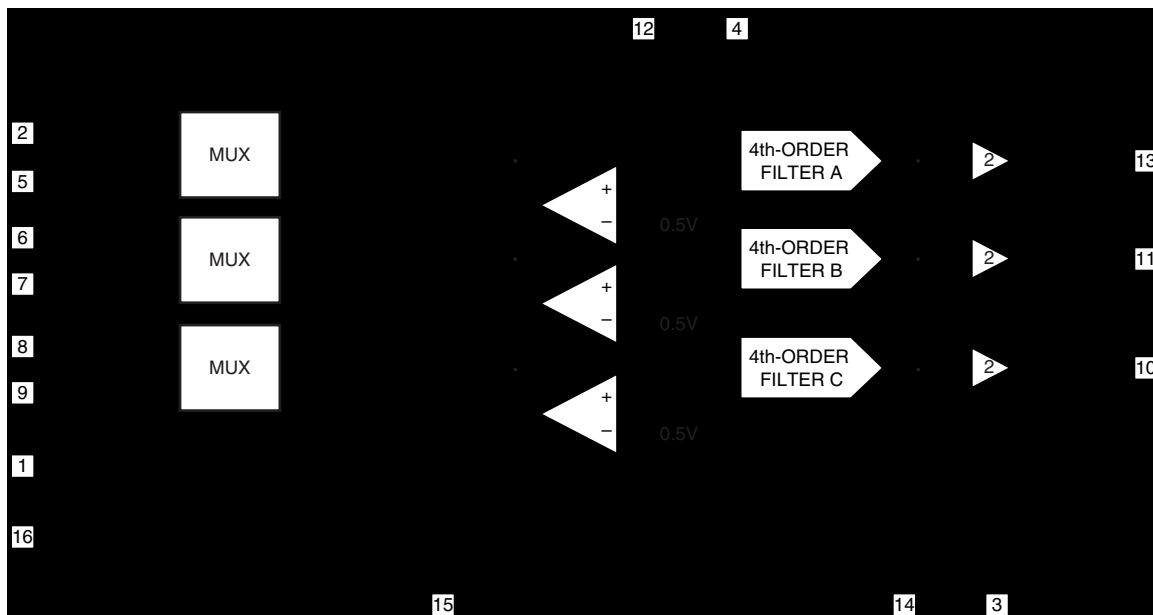 12 4
2
MUX
4th-ORDER
FILTER A
2
13
5
+
−
0.5V
6
MUX
4th-ORDER
FILTER B
2
11
7
+
−
0.5V
8
MUX
4th-ORDER
FILTER C
2
10
9
+
−
0.5V
1
16
15 14 3